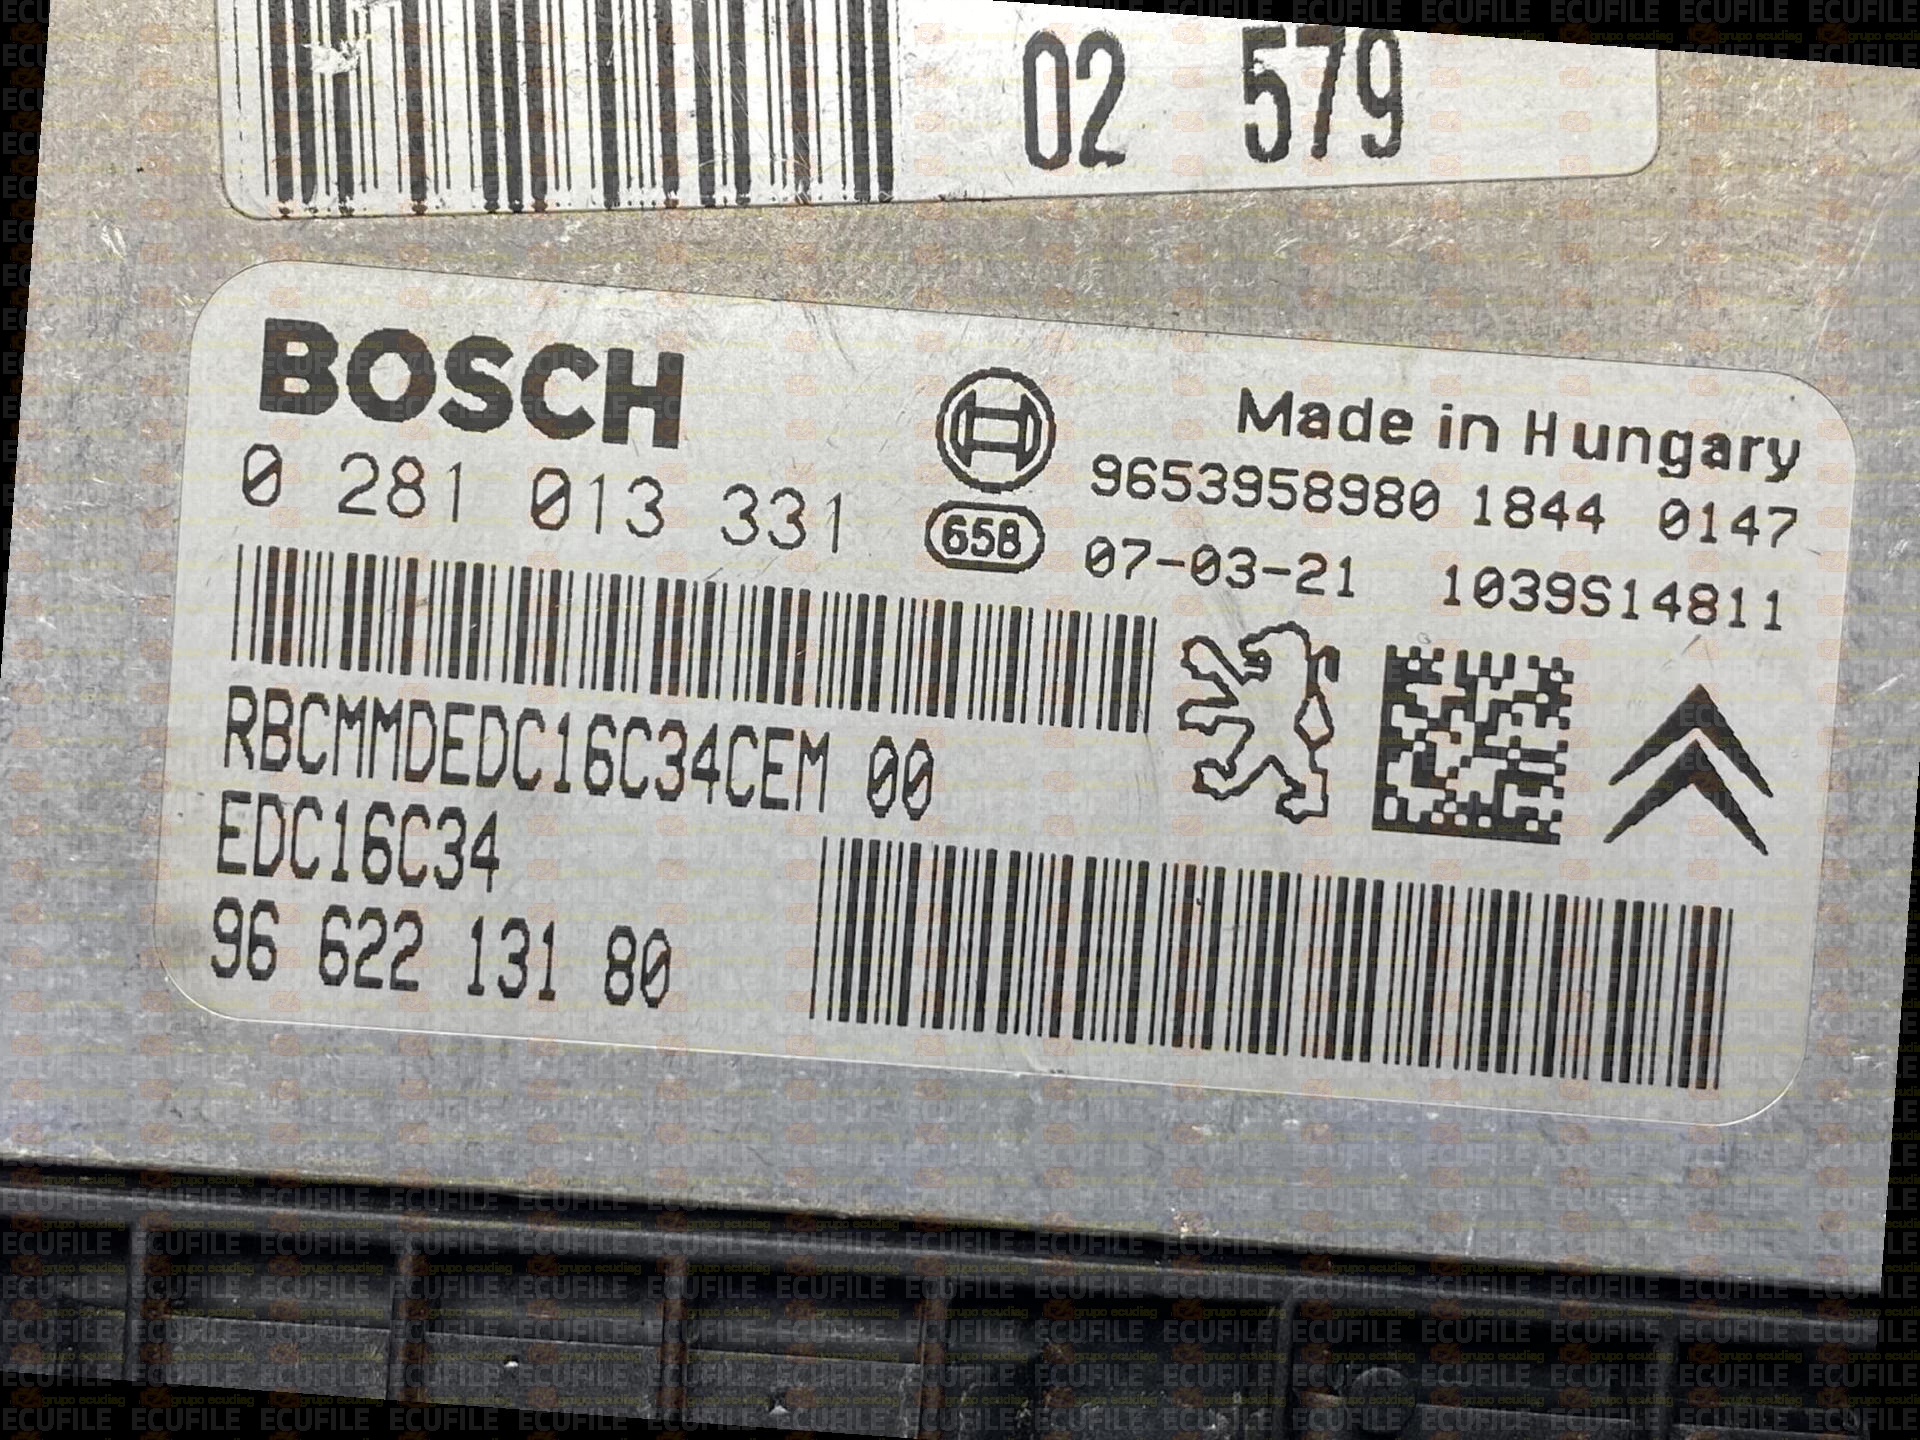 02 579
BOSCH
Made in Hungary
0 281 013 331
9653958980 1844 0147
658
07-03-21 1039S14811
RBCMMDEDC16C34CEM 00
EDC16C34
96 622 131 80
ECUFILE
grupo ecudiag